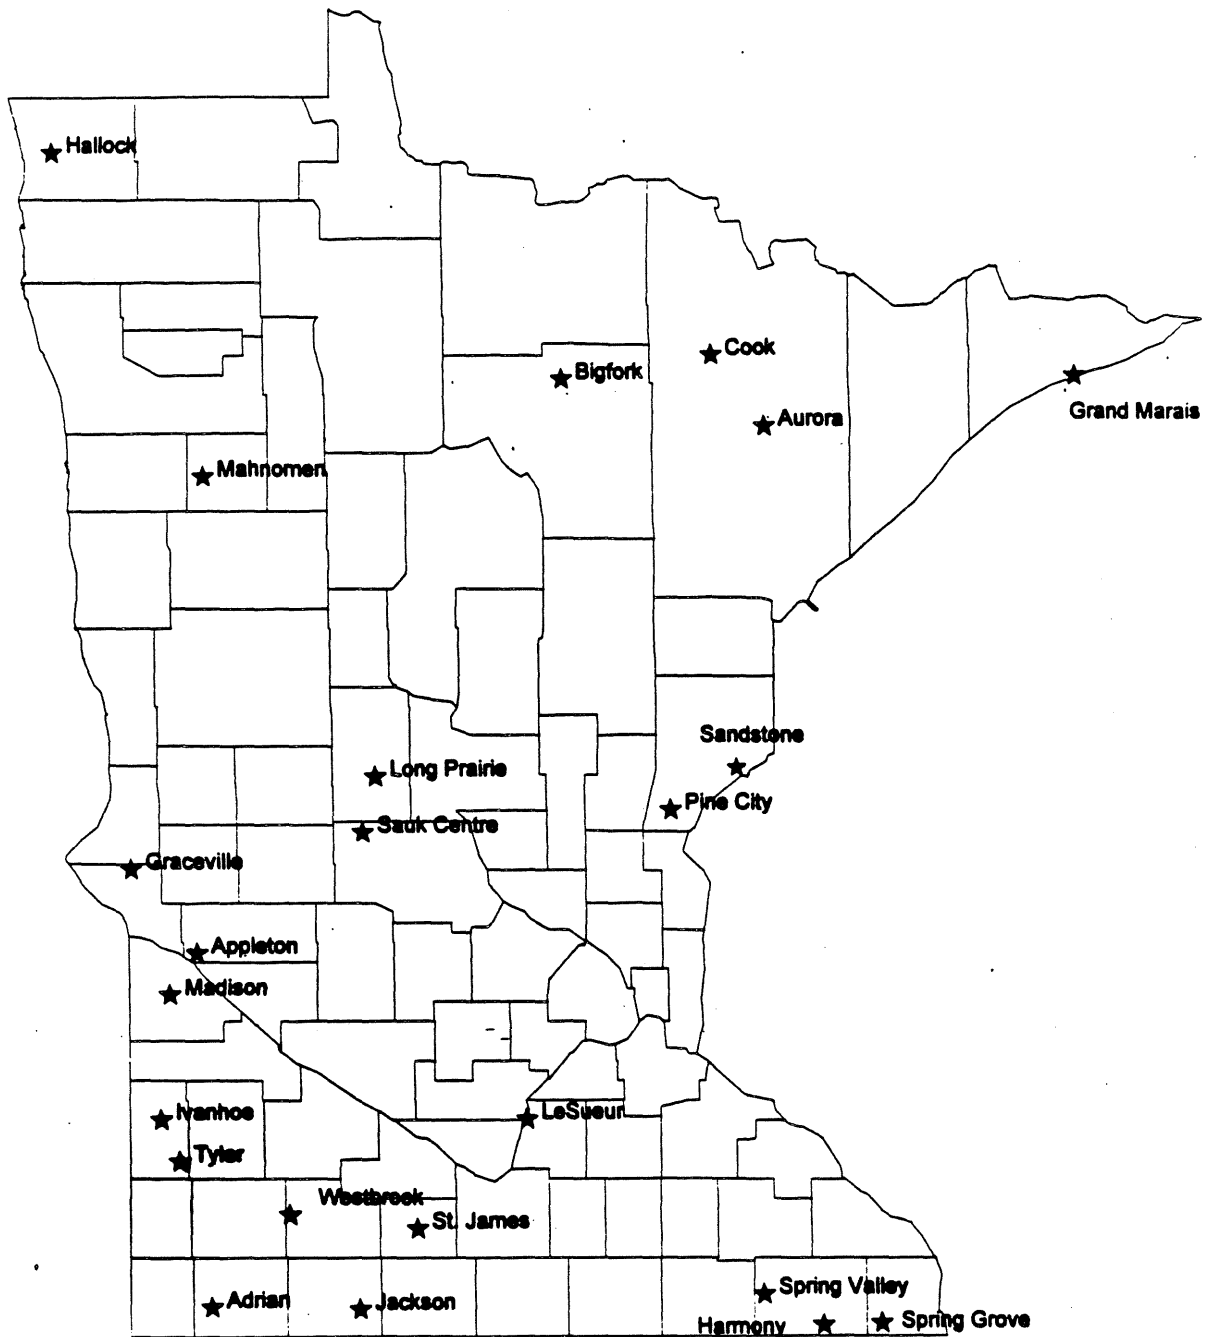 Hallock
Cook
Bigfork
Grand Marais
Aurora
Mahnomen
Sandstone
Long Prairie
Pine City
Sauk Centre
Graceville
Appleton
Madison
Ivanhoe
LeSueur
Tyler
Westbrook
St. James
Spring Valley
Adrian
Jackson
Harmony
Spring Grove